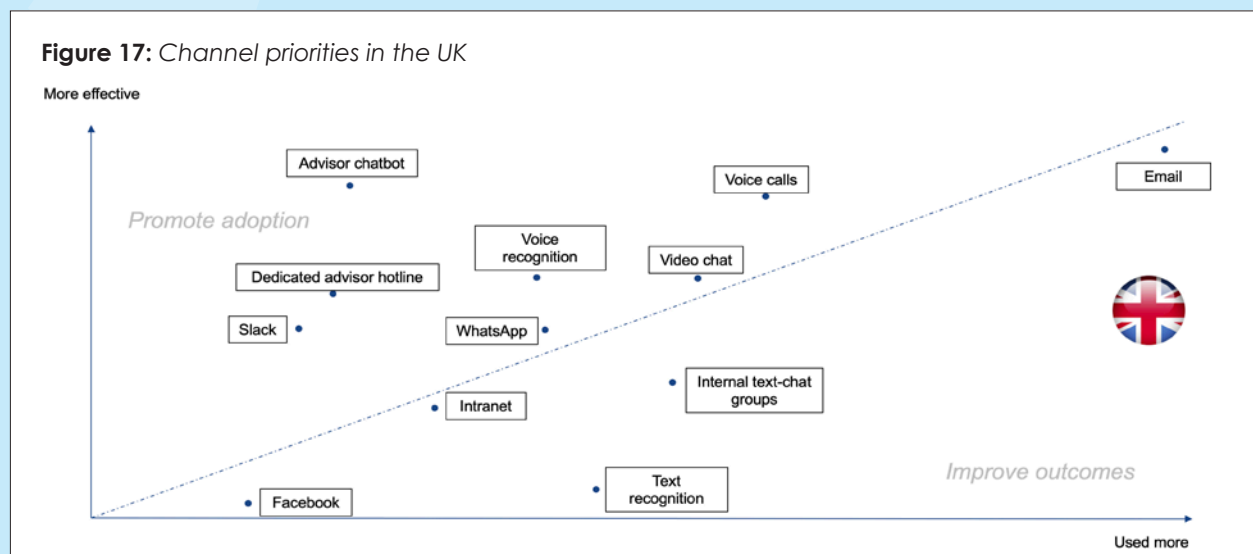 Figure 17: Channel priorities in the UK
More effective
Advisor chatbot
Voice calls
Email
Promote adoption
Voice
recognition
Video chat
Dedicated advisor hotline
Slack
WhatsApp
Internal text-chat
groups
Intranet
Improve outcomes
Text
recognition
Facebook
Used more